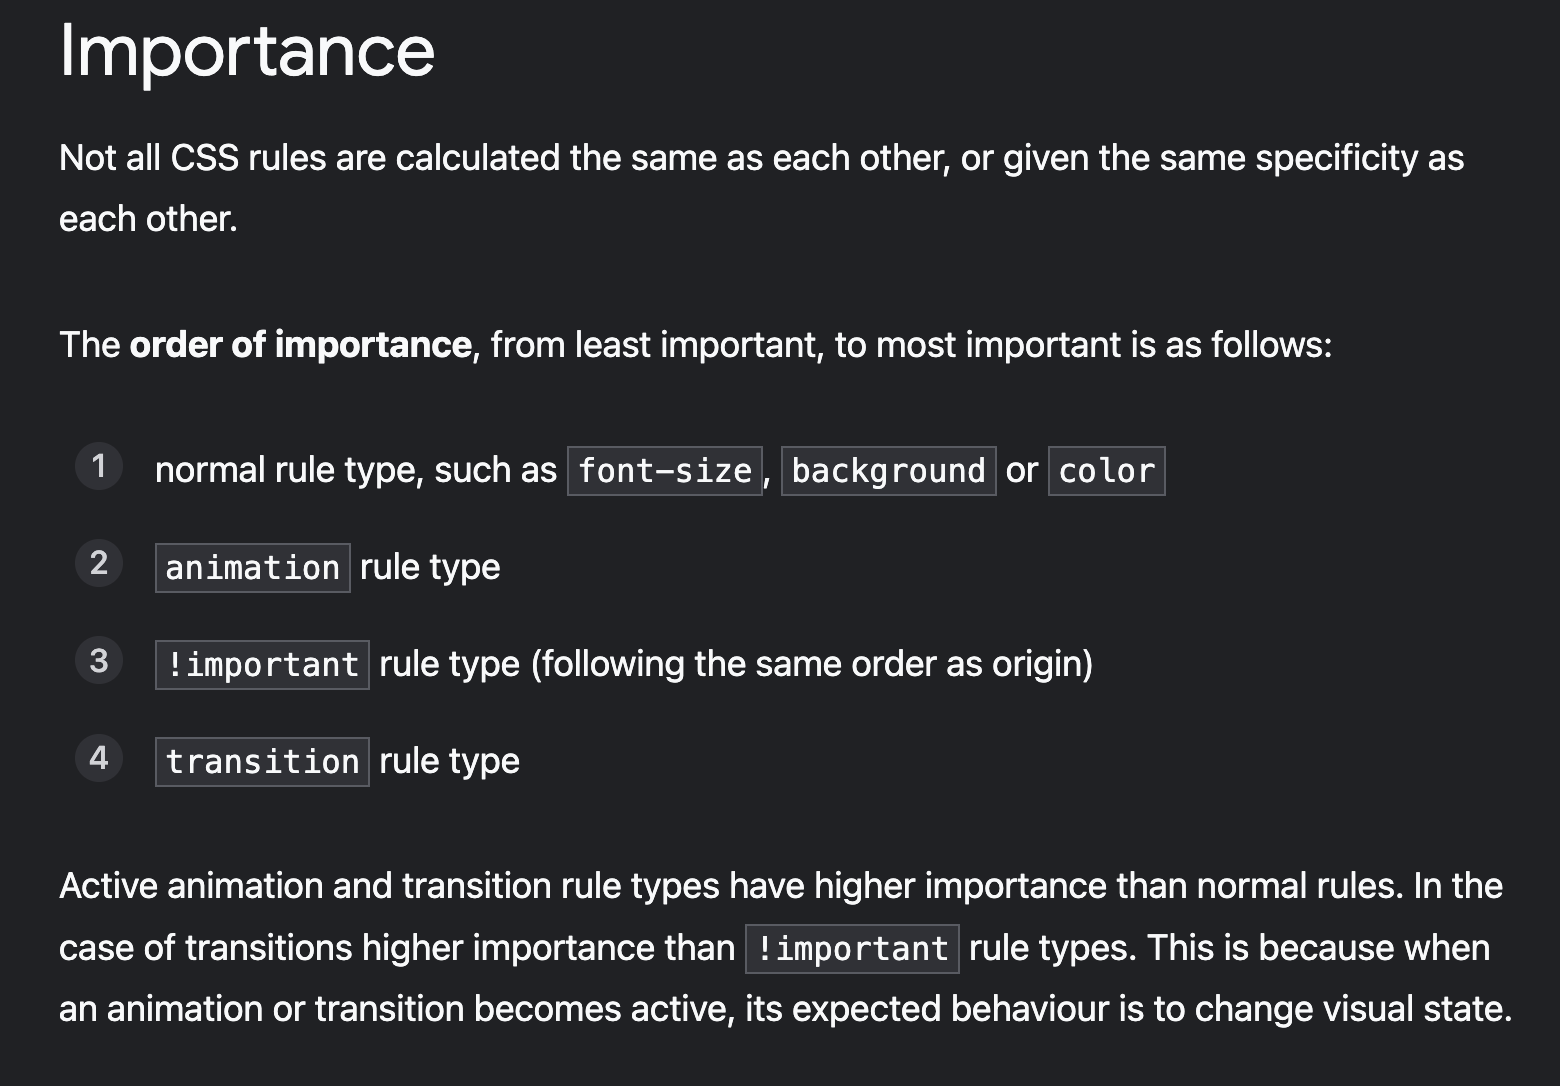 Importance
Not all CSS rules are calculated the same as each other, or given the same specificity as
each other.
The order of importance, from least important, to most important is as follows:
1 normal rule type, such as font-size, background or color
2 animation rule type
3 !important rule type (following the same order as origin)
4 transition rule type
Active animation and transition rule types have higher importance than normal rules. In the
case of transitions higher importance than !important rule types. This is because when
an animation or transition becomes active, its expected behaviour is to change visual state.